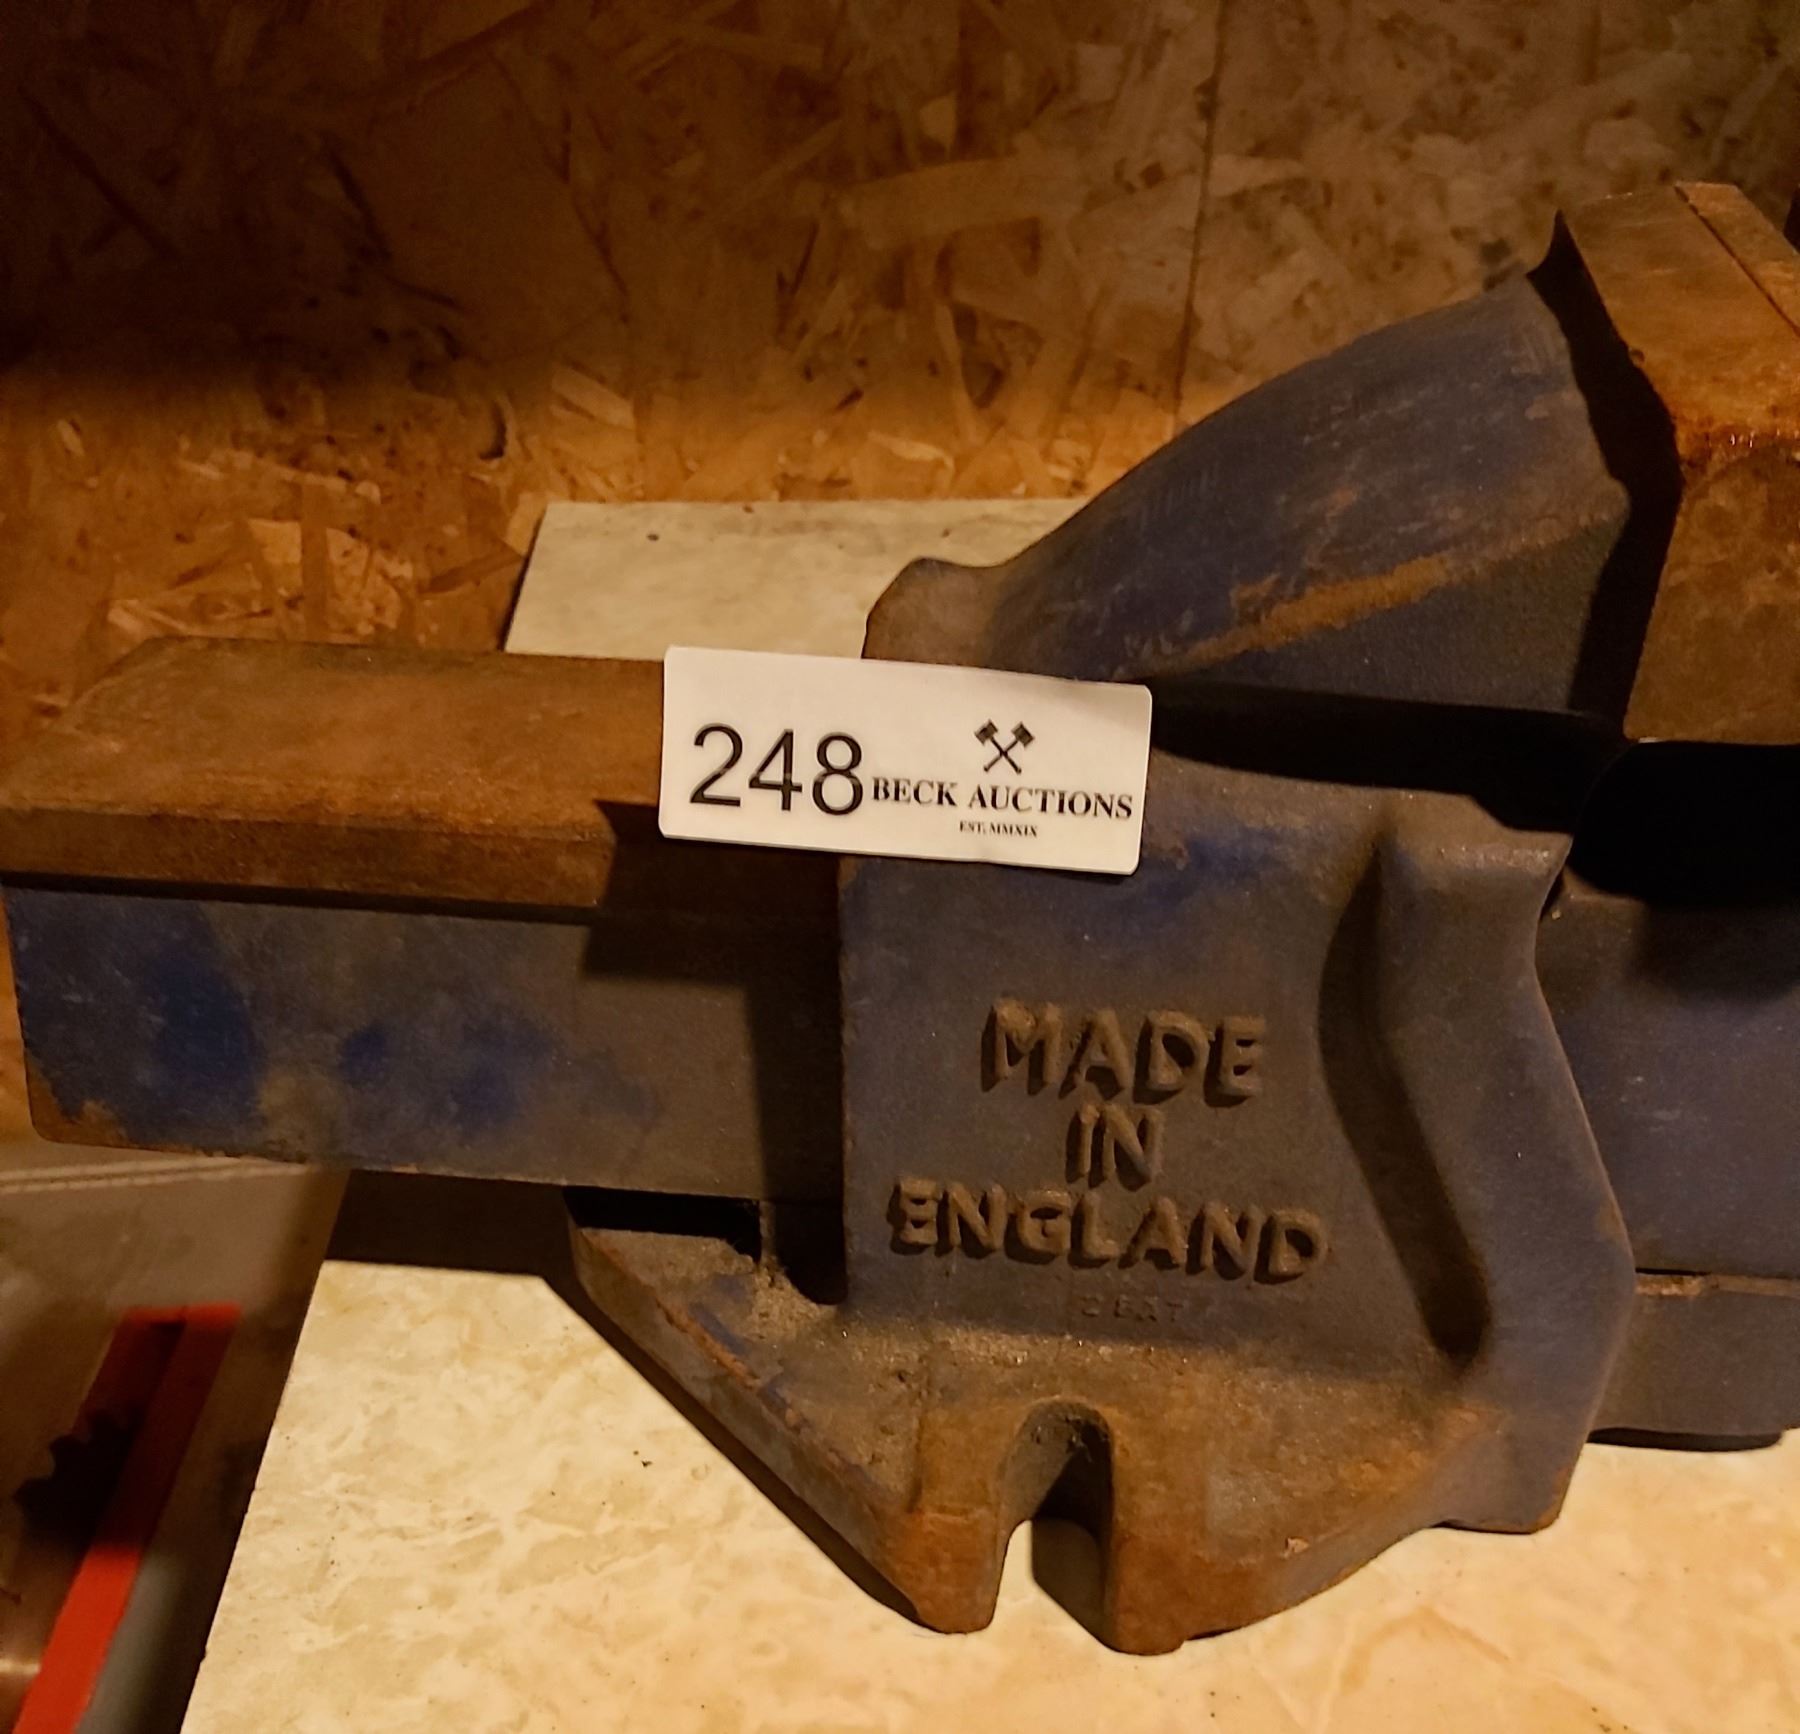 248
BECK AUCTIONS
EST. MMXIX
MADE
IN
ENGLAND